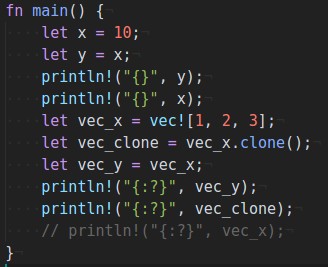 fn main() {
    let x = 10;
    let y = x;
    println!("{}", y);
    println!("{}", x);
    let vec_x = vec![1, 2, 3];
    let vec_clone = vec_x.clone();
    let vec_y = vec_x;
    println!("{:?}", vec_y);
    println!("{:?}", vec_clone);
    // println!("{:?}", vec_x);
}